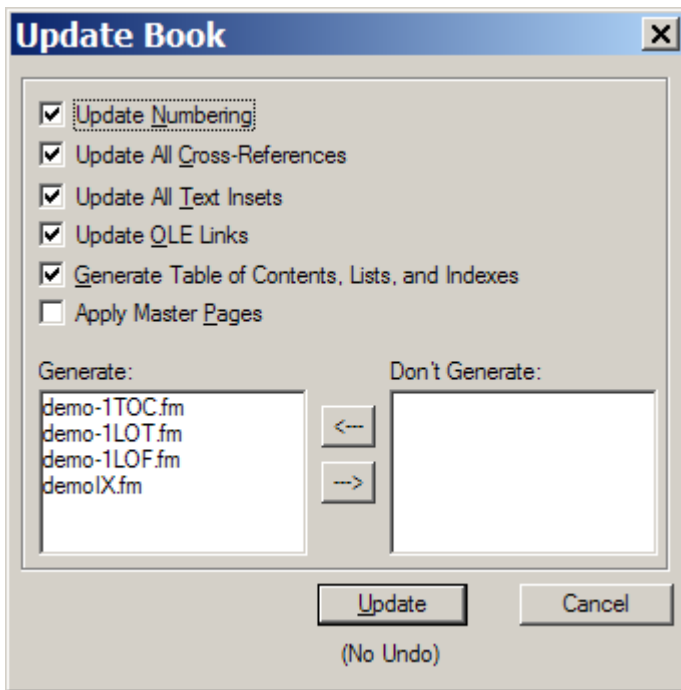 Update Book
Update Numbering
Update All Cross-References
Update All Text Insets
Update OLE Links
Generate Table of Contents, Lists, and Indexes
Apply Master Pages
Generate:
Don't Generate:
demo-1TOC.fm
demo-1LOT.fm
demo-1LOF.fm
demoIX.fm
<---
--->
Update
Cancel
(No Undo)